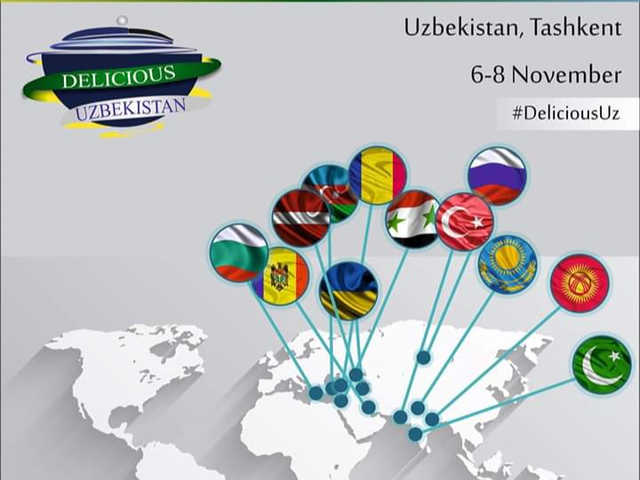 DELICIOUS
UZBEKISTAN
Uzbekistan, Tashkent
6-8 November
#DeliciousUz